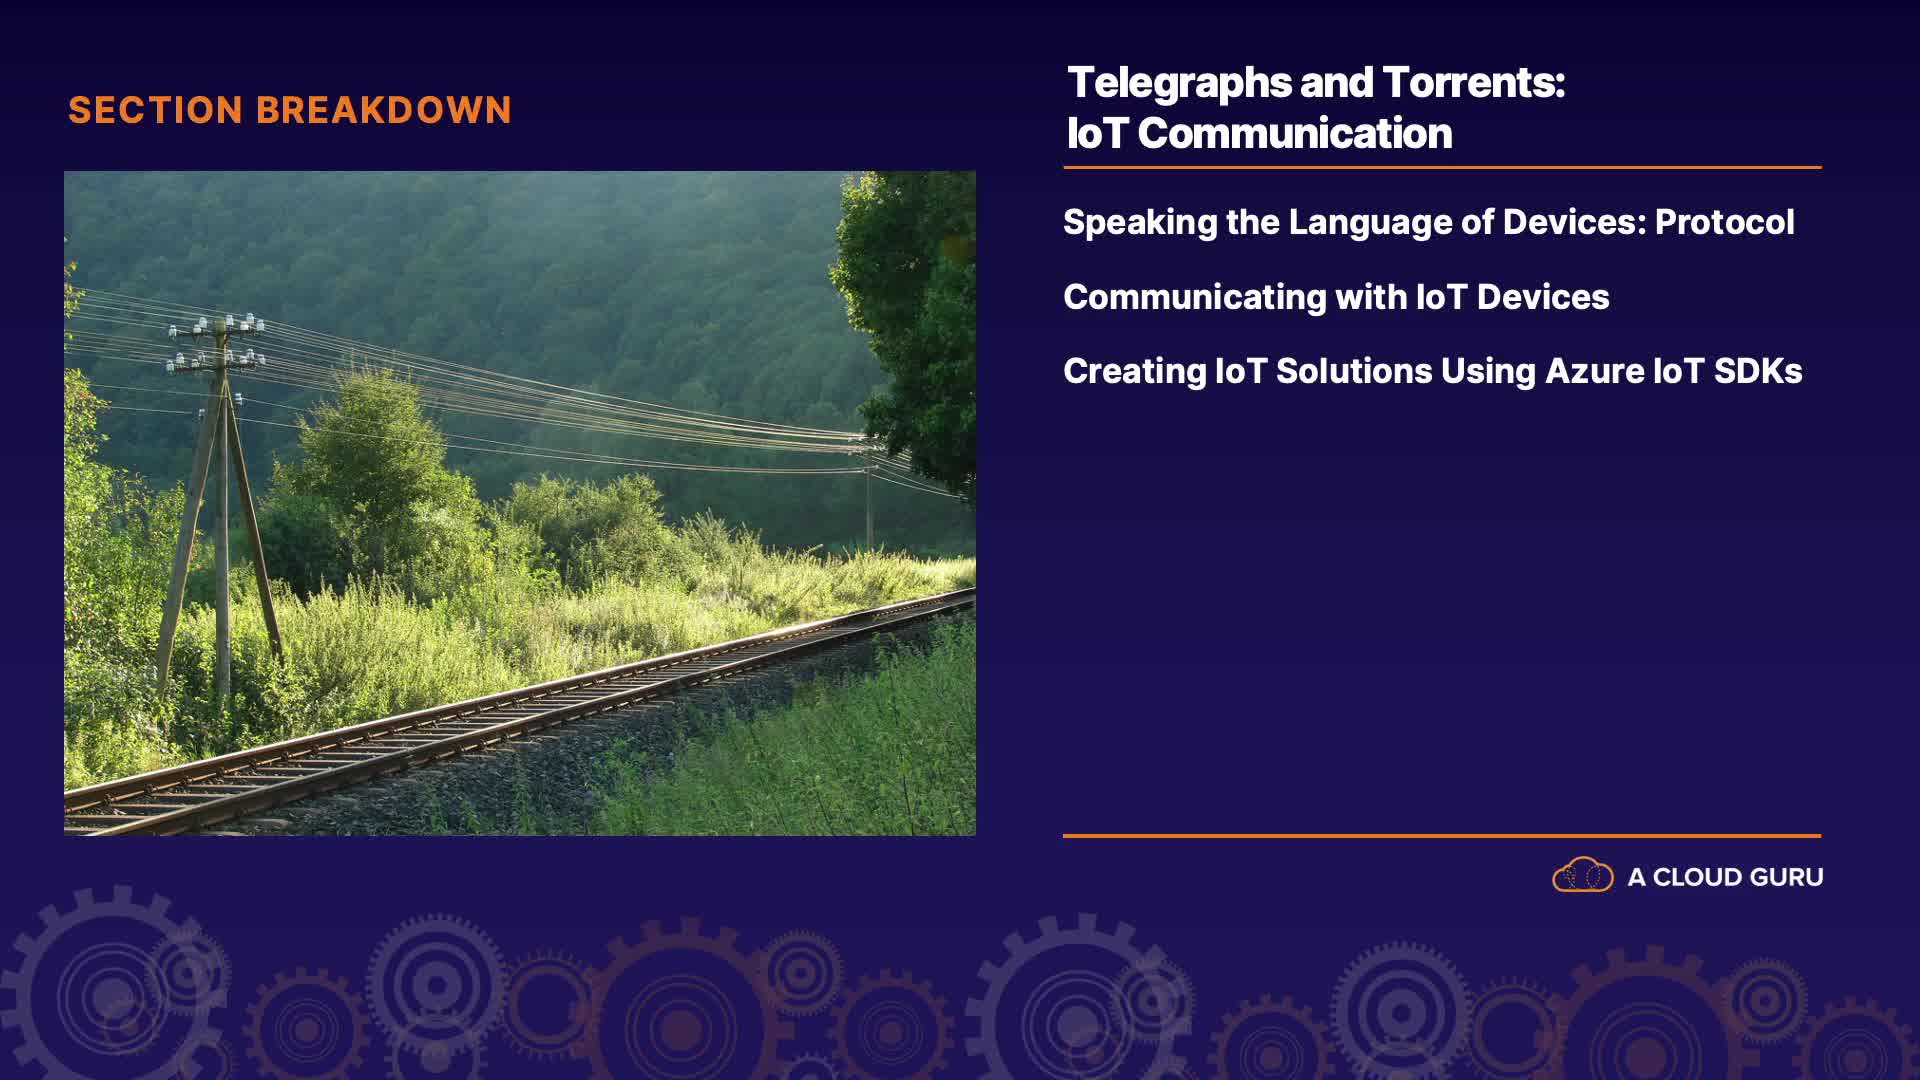 SECTION BREAKDOWN
Telegraphs and Torrents:
IoT Communication
Speaking the Language of Devices: Protocol
Communicating with IoT Devices
Creating IoT Solutions Using Azure IoT SDKs
A CLOUD GURU